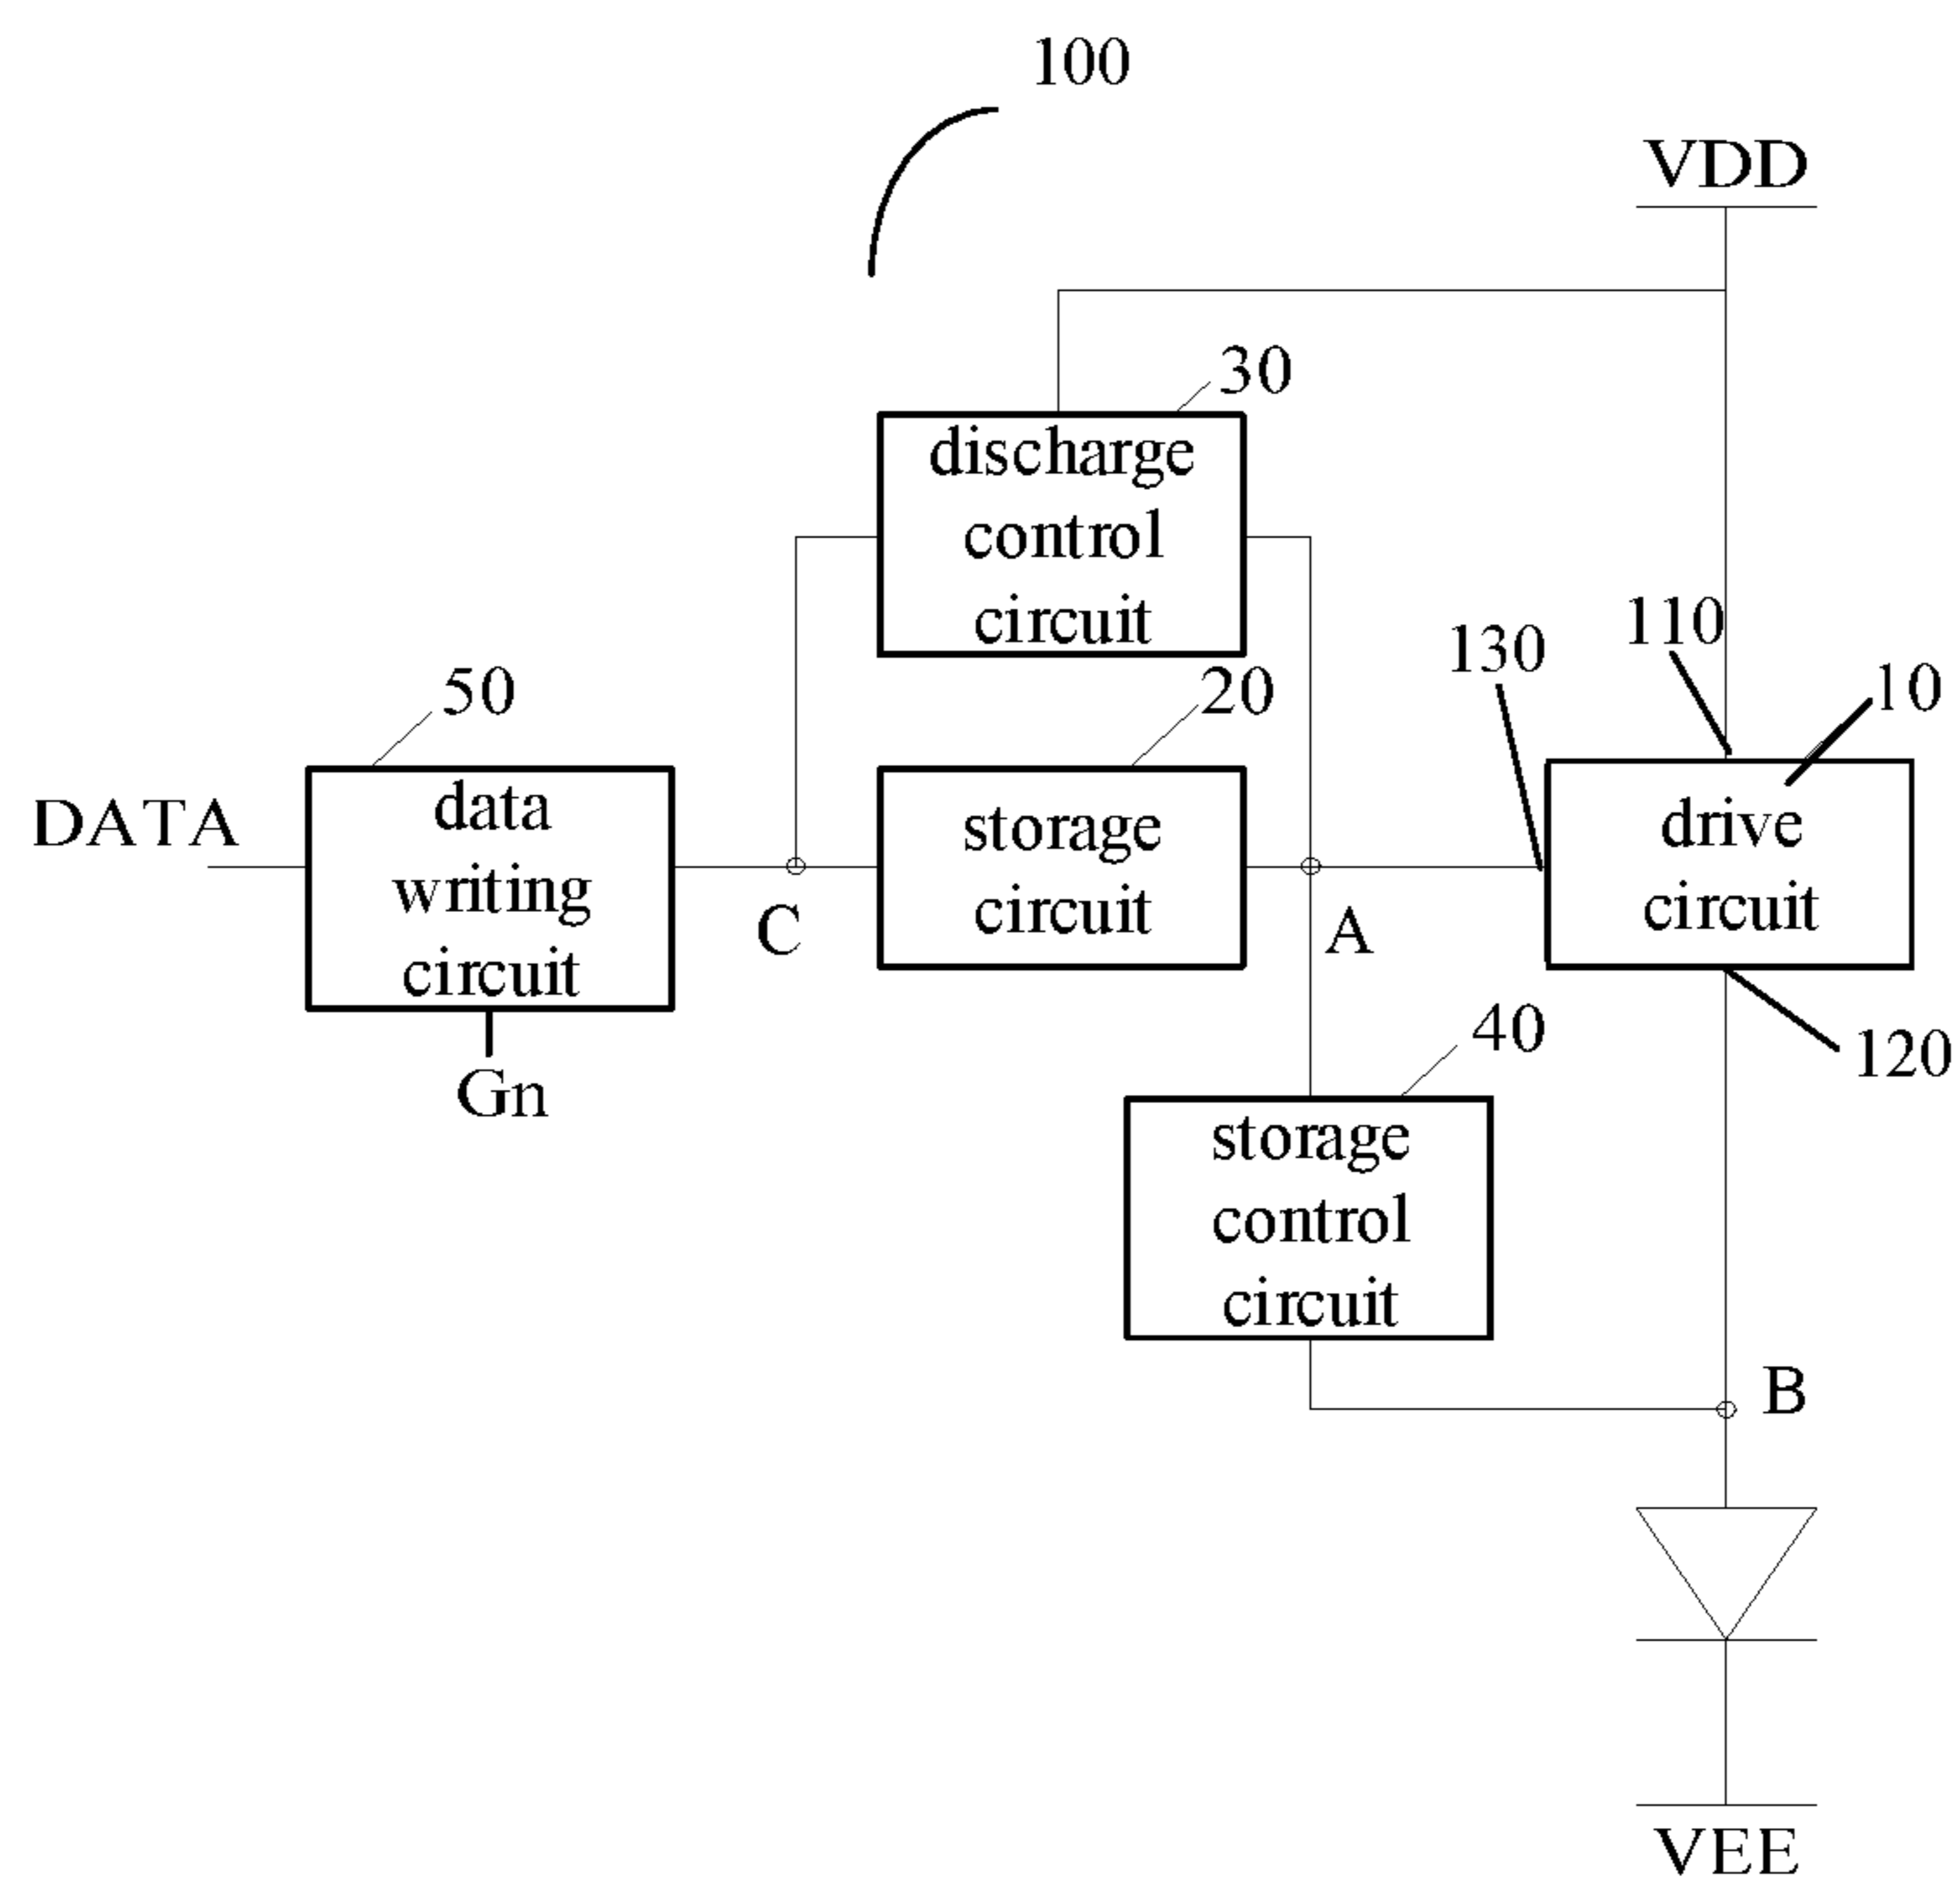 100
VDD
30
discharge
control
circuit
110
130
10
50
20
DATA
data
writing
circuit
storage
circuit
drive
circuit
C
A
40
120
Gn
storage
control
circuit
B
VEE